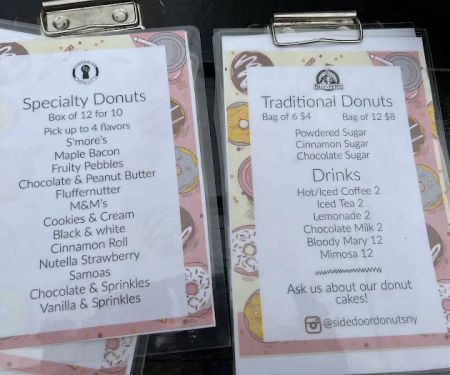 Specialty Donuts
Box of 12 for 10
Pick up to 4 flavors
S'more's
Maple Bacon
Fruity Pebbles
Chocolate & Peanut Butter
Fluffernutter
M&M's
Cookies & Cream
Black & white
Cinnamon Roll
Nutella Strawberry
Samoas
Chocolate & Sprinkles
Vanilla & Sprinkles
Traditional Donuts
Bag of 6 $4 Bag of 12 $8
Powdered Sugar
Cinnamon Sugar
Chocolate Sugar
Drinks
Hot/Iced Coffee 2
Iced Tea 2
Lemonade 2
Chocolate Milk 2
Bloody Mary 12
Mimosa 12
Ask us about our donut
cakes!
@sidedoordonutsny